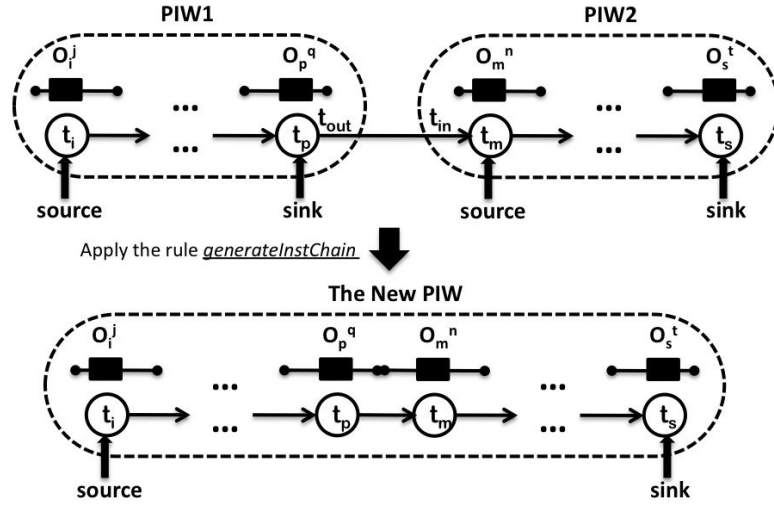 PIW1 PIW2
O_i^j O_p^q O_m^n O_s^t
... ...
t_i ... t_p t_out t_in t_m ... t_s
source sink source sink
Apply the rule generateInstChain
The New PIW
O_i^j O_p^q O_m^n O_s^t
... ...
t_i ... t_p t_m ... t_s
source sink